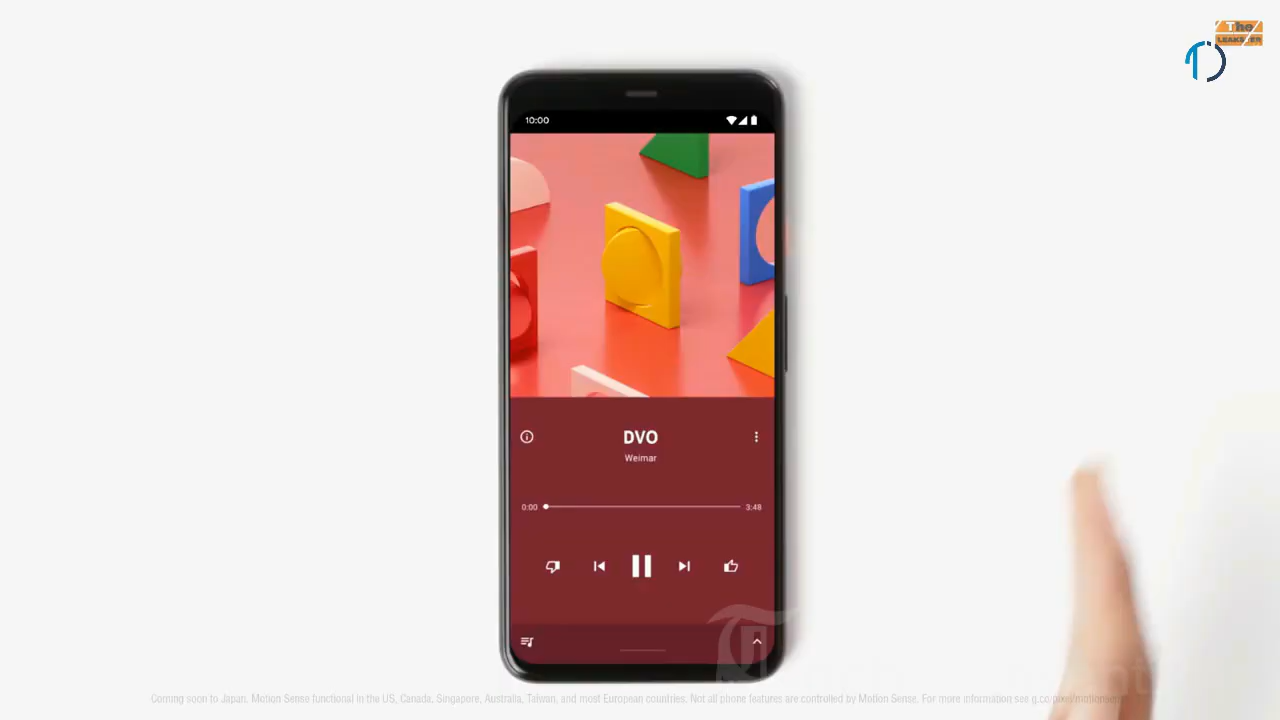 The
LEAKSTER
10:00
DVO
Weimar
0:00
3:48
Coming soon to Japan. Motion Sense functional in the US, Canada, Singapore, Australia, Taiwan, and most European countries. Not all phone features are controlled by Motion Sense. For more information see g.co/pixel/motionsense